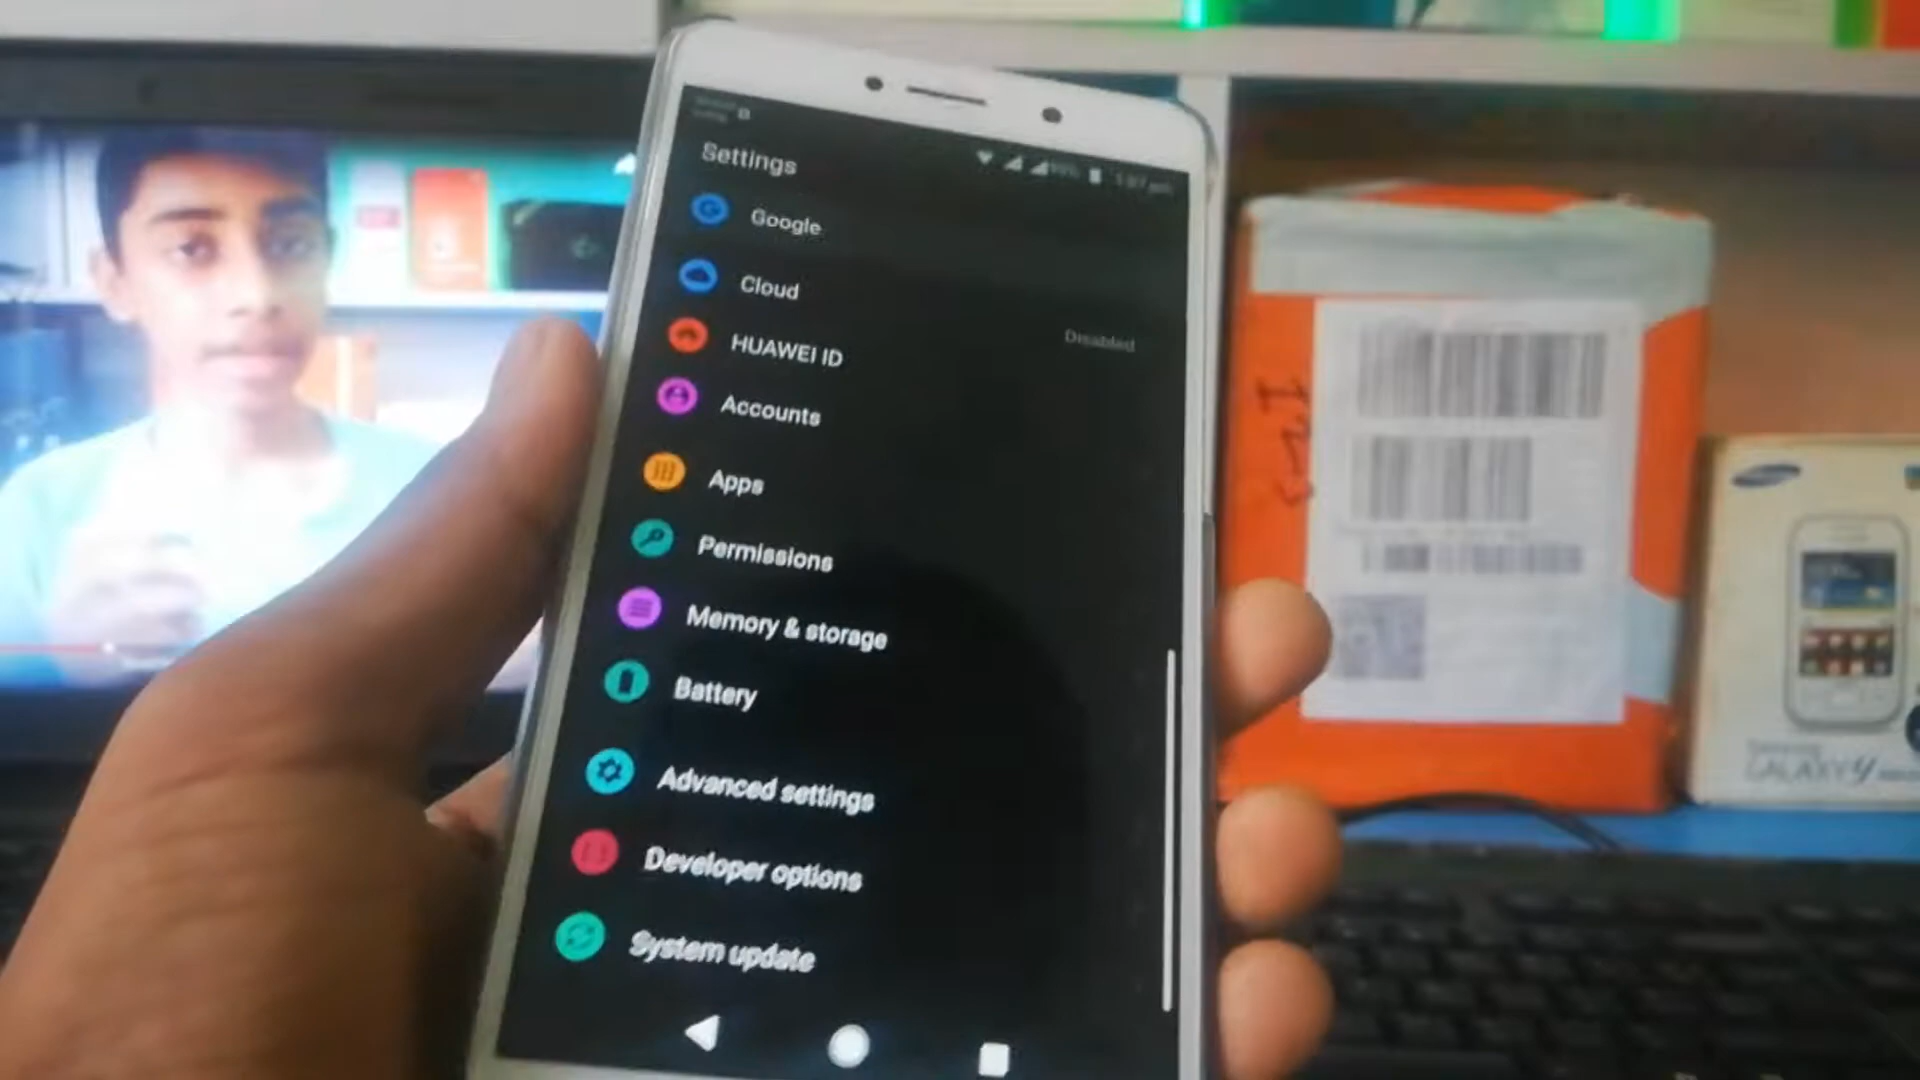 Settings
Google
Cloud
HUAWEI ID
Disabled
Accounts
Apps
Permissions
Memory & storage
Battery
Advanced settings
Developer options
System update
SAMSUNG
GALAXY